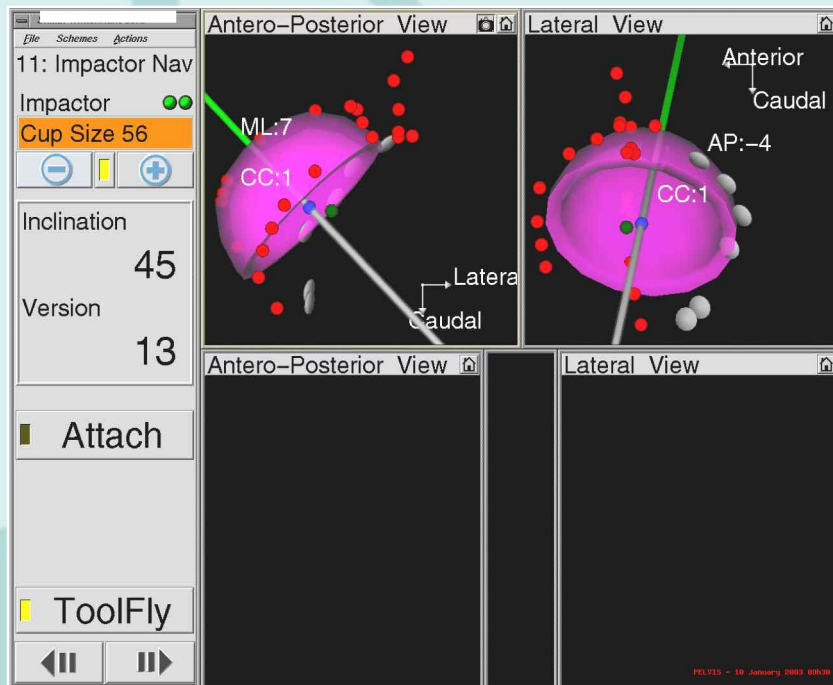 File Schemes Actions
11: Impactor Nav
Impactor
Cup Size 56
Inclination
45
Version
13
Attach
ToolFly
Antero-Posterior View
ML:7
CC:1
Latera
Caudal
Lateral View
Anterior
Caudal
AP:-4
CC:1
Antero-Posterior View
Lateral View
PELVIS - 10 January 2003 09h30